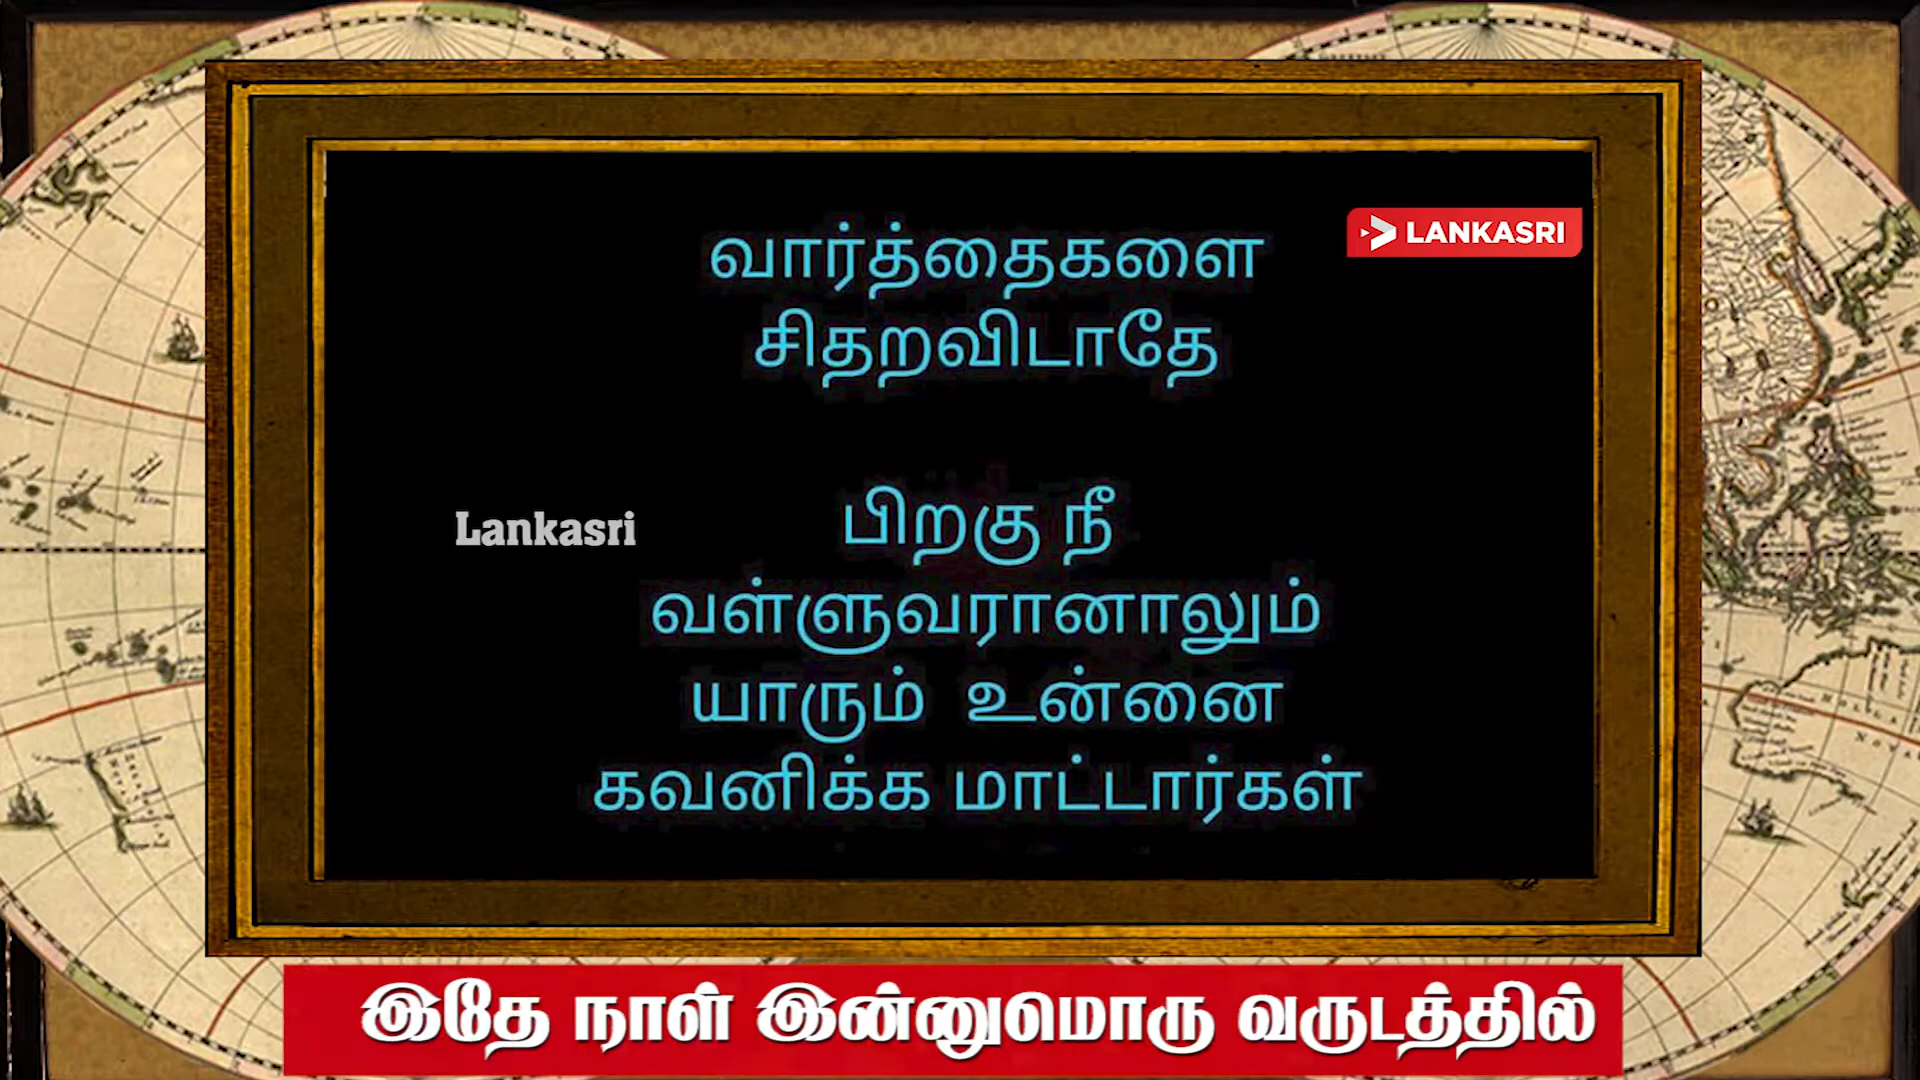 LANKASRI
வார்த்தைகளை
சிதறவிடாதே
Lankasri
பிறகு நீ
வள்ளுவரானாலும்
யாரும் உன்னை
கவனிக்க மாட்டார்கள்
இதே நாள் இன்னுமொரு வருடத்தில்